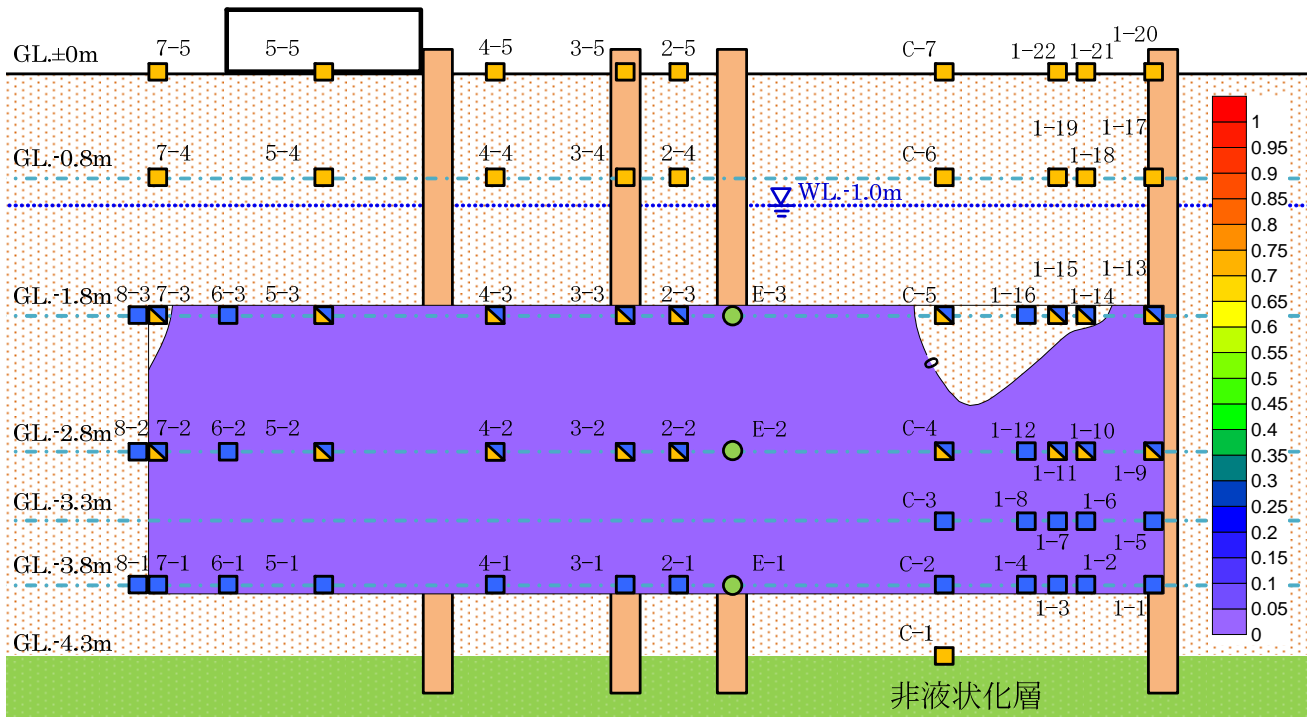 1-20
7-5 5-5 4-5 3-5 2-5 C-7 1-22 1-21
GL.±0m
1
1-19 1-17
0.95
7-4 5-4 4-4 3-4 2-4 C-6 1-18
GL.-0.8m
0.9
WL.-1.0m
0.85
0.8
0.75
1-15 1-13
0.7
8-3 7-3 6-3 5-3 4-3 3-3 2-3 E-3 C-5 1-16 1-14
GL.-1.8m
0.65
0.6
0.55
0
0.5
0.45
0.4
8-2 7-2 6-2 5-2 4-2 3-2 2-2 E-2 C-4 1-12 1-10
GL.-2.8m
0.35
1-11 1-9
0.3
GL.-3.3m
C-3 1-8 1-6
0.25
0.2
1-7 1-5
0.15
8-1 7-1 6-1 5-1 4-1 3-1 2-1 E-1 C-2 1-4 1-2
GL.-3.8m
0.1
1-3 1-1
0.05
C-1
0
GL.-4.3m
非液状化層